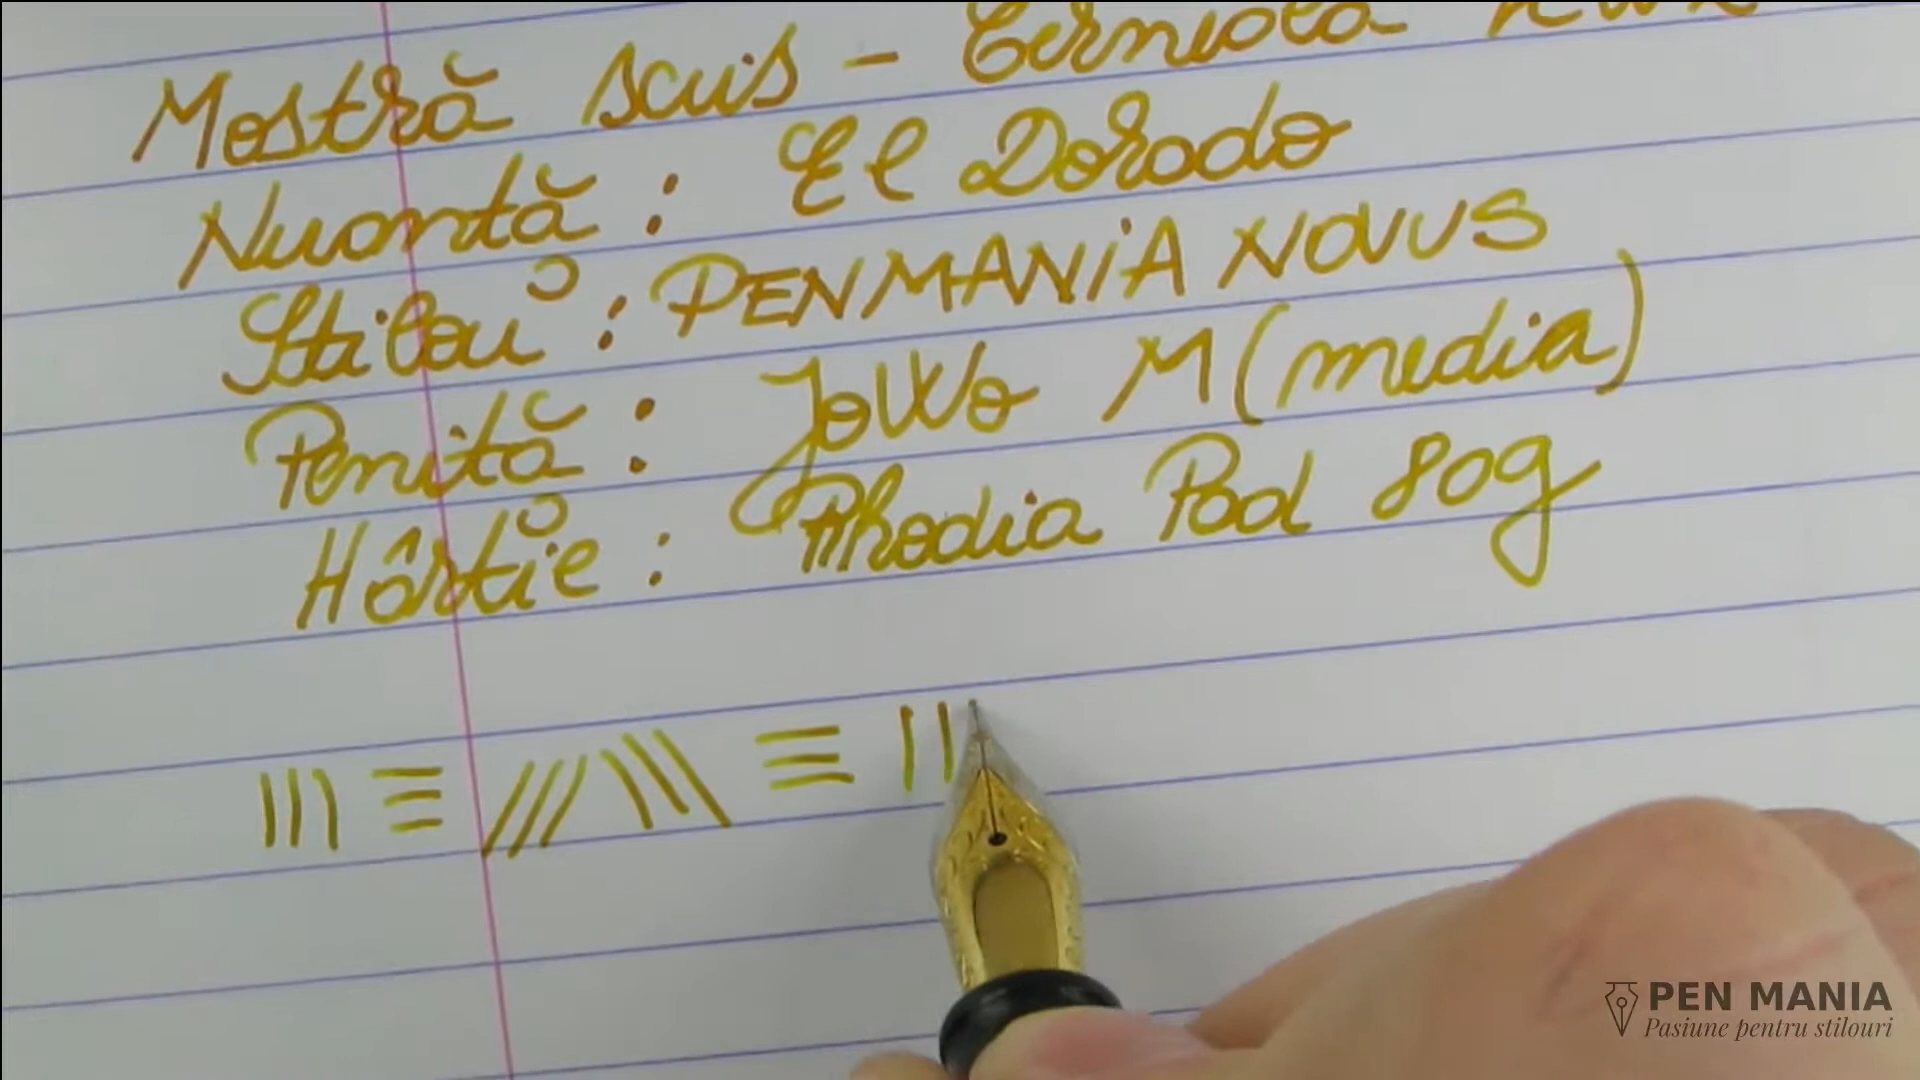 Mostră scris - Cerneală
Nuanță : El Dorado
Stilou : PENMANiA NOVUS
Peniță : JoWo M (media)
Hârtie : Rhodia Pad 80g
PEN MANIA
Pasiune pentru stilouri